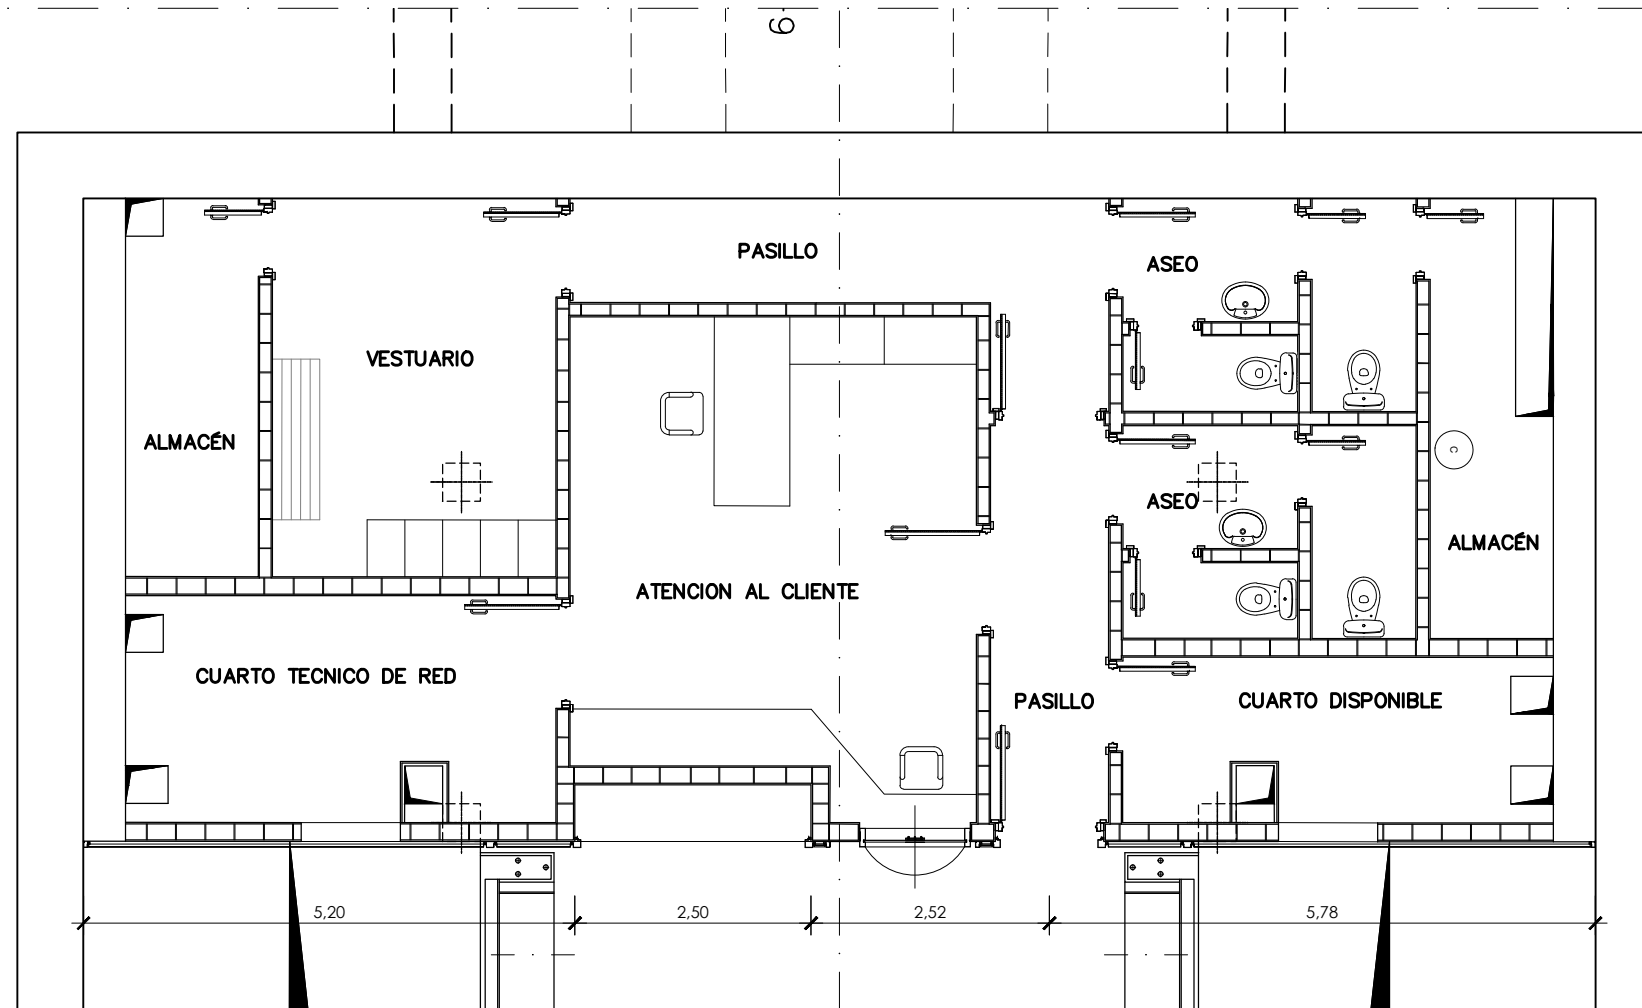 6
PASILLO
ASEO
VESTUARIO
ALMACÉN
C
ASEO
ALMACÉN
ATENCION AL CLIENTE
CUARTO TECNICO DE RED
PASILLO
CUARTO DISPONIBLE
5,20
2,50
2,52
5,78